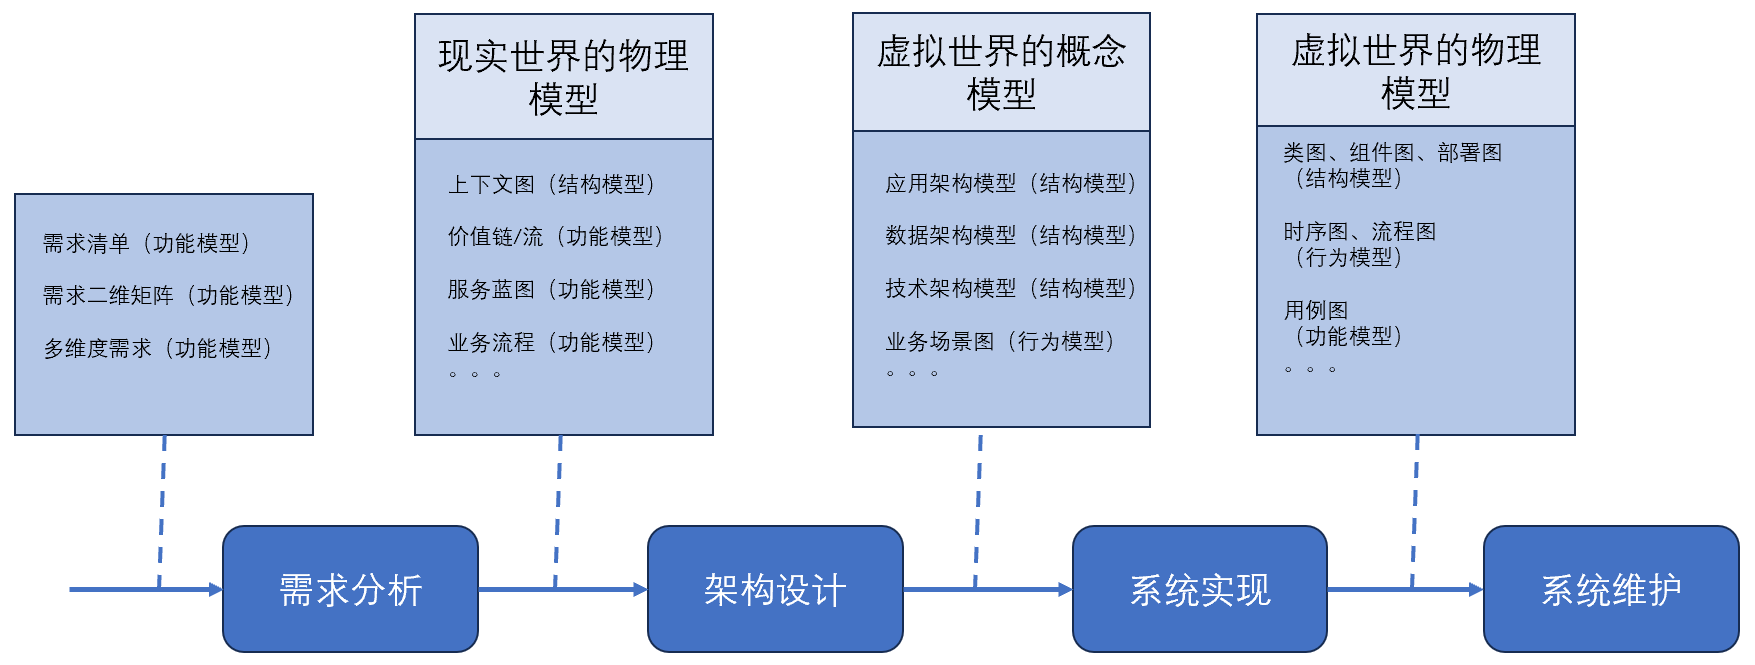 需求清单（功能模型）
需求二维矩阵（功能模型）
多维度需求（功能模型）
现实世界的物理
模型
上下文图（结构模型）
价值链/流（功能模型）
服务蓝图（功能模型）
业务流程（功能模型）
。。。
虚拟世界的概念
模型
应用架构模型（结构模型）
数据架构模型（结构模型）
技术架构模型（结构模型）
业务场景图（行为模型）
。。。
虚拟世界的物理
模型
类图、组件图、部署图
（结构模型）
时序图、流程图
（行为模型）
用例图
（功能模型）
。。。
需求分析
架构设计
系统实现
系统维护